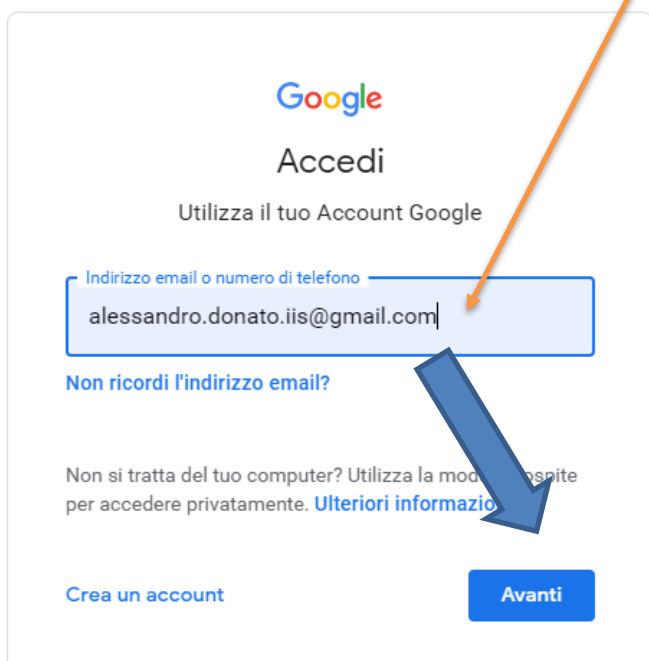 Google
Accedi
Utilizza il tuo Account Google
Indirizzo email o numero di telefono
alessandro.donato.iis@gmail.com
Non ricordi l'indirizzo email?
Non si tratta del tuo computer? Utilizza la
per accedere privatamente. Ulteriori
Crea un account
Avanti